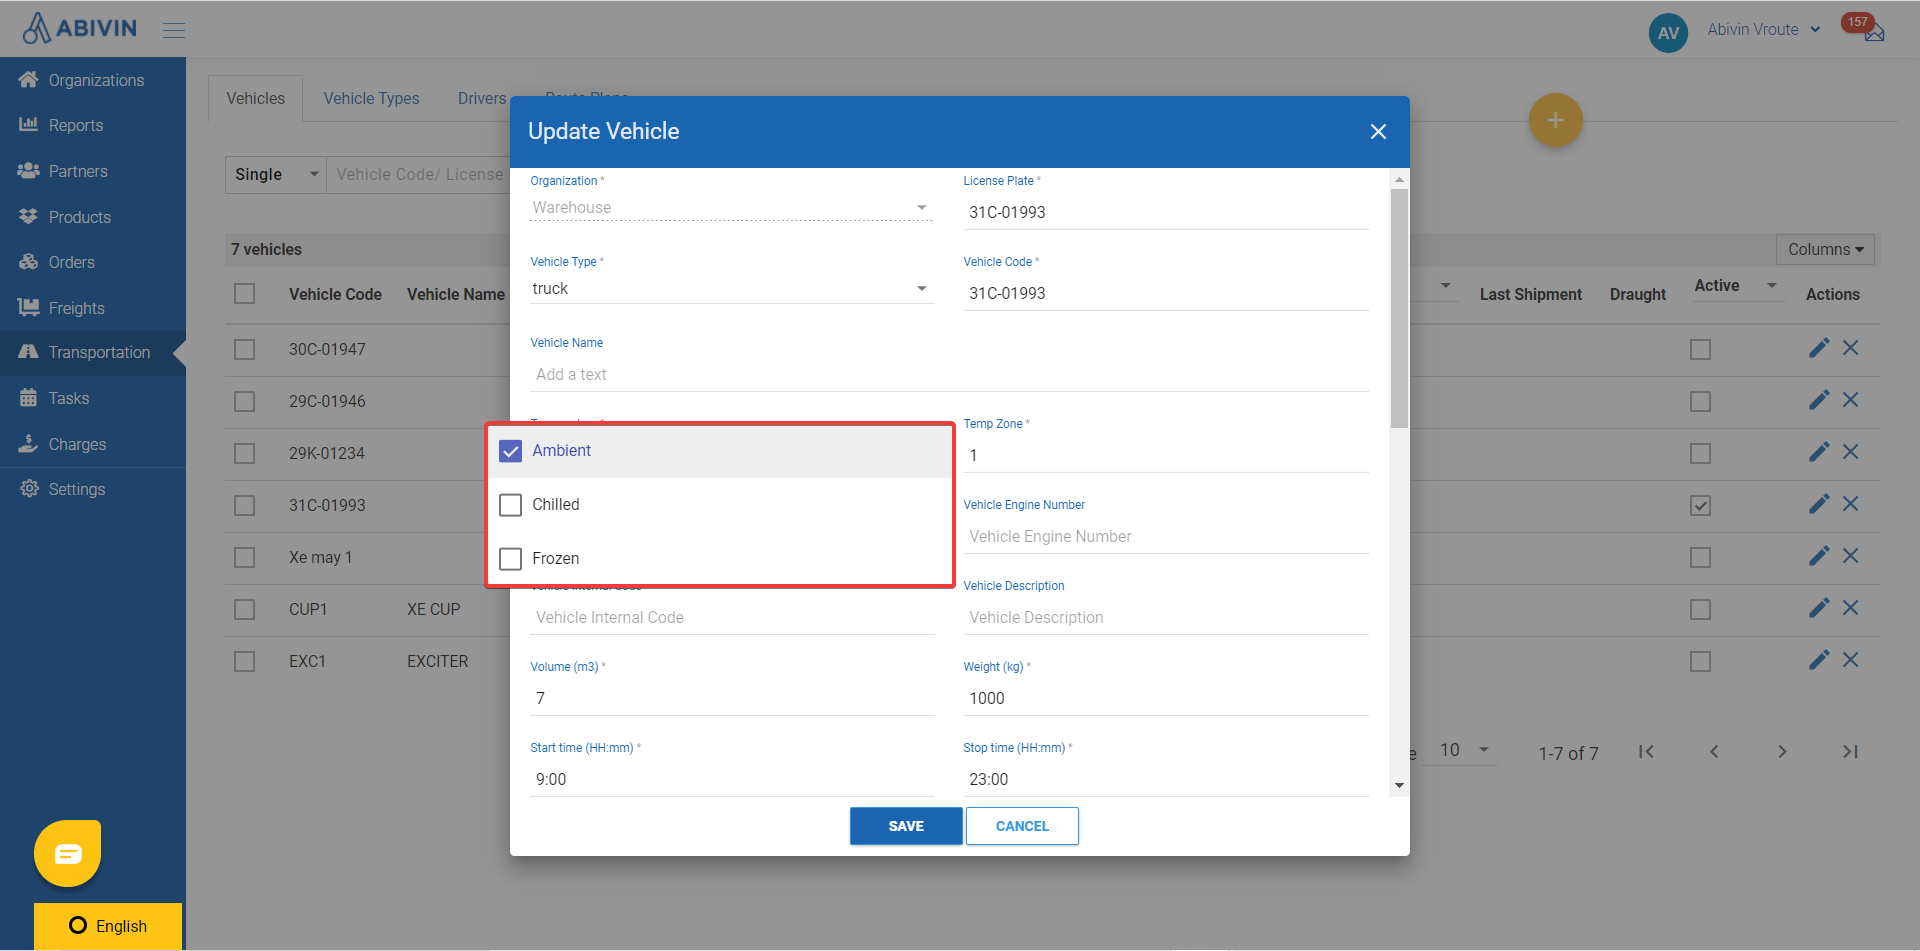 ABIVIN
AV
Abivin Vroute
157
Organizations
Reports
Partners
Products
Orders
Freights
Transportation
Tasks
Charges
Settings
English
Vehicles
Vehicle Types
Drivers
Single
Vehicle Code/ License
7 vehicles
Columns
Vehicle Code
Vehicle Name
Last Shipment
Draught
Active
Actions
30C-01947
29C-01946
29K-01234
31C-01993
Xe may 1
CUP1
XE CUP
EXC1
EXCITER
10
1-7 of 7
Update Vehicle
Organization *
Warehouse
License Plate *
31C-01993
Vehicle Type *
truck
Vehicle Code *
31C-01993
Vehicle Name
Add a text
Ambient
Chilled
Frozen
Temp Zone *
1
Vehicle Engine Number
Vehicle Engine Number
Vehicle Internal Code
Vehicle Internal Code
Vehicle Description
Vehicle Description
Volume (m3) *
7
Weight (kg) *
1000
Start time (HH:mm) *
9:00
Stop time (HH:mm) *
23:00
SAVE
CANCEL